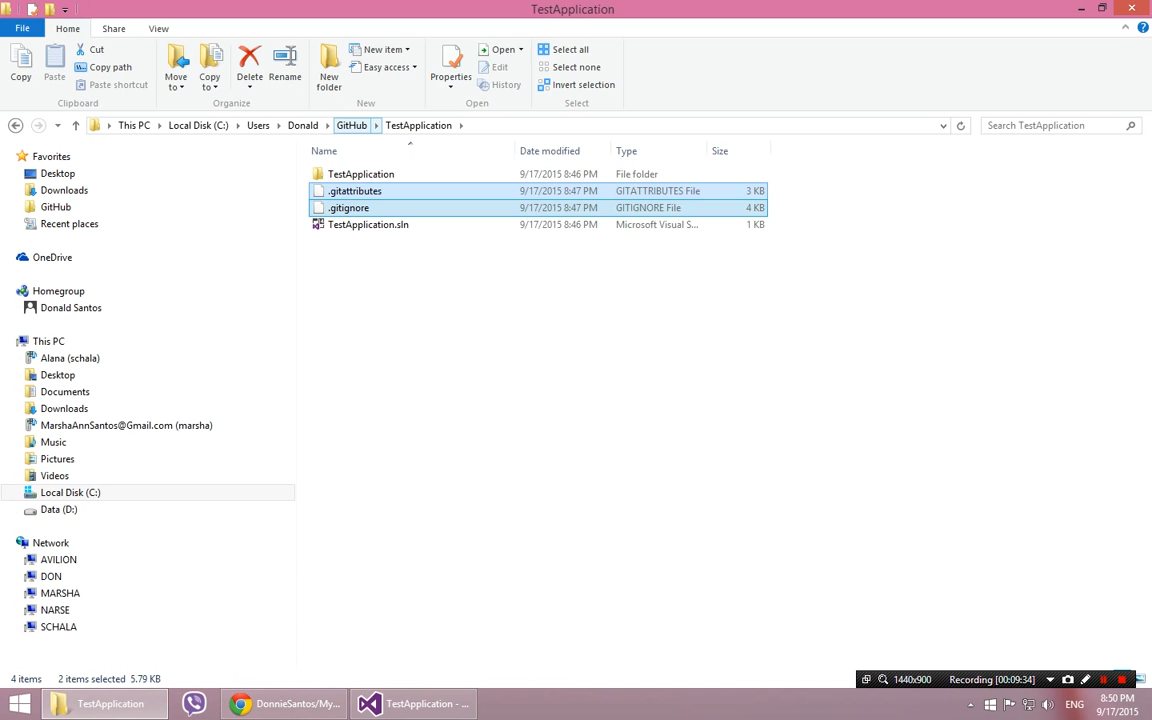 TestApplication
File Home Share View
Copy
Paste
Cut
Copy path
Paste shortcut
Move to
Copy to
Delete
Rename
New folder
New item
Easy access
Properties
Open
Edit
History
Select all
Select none
Invert selection
Clipboard Organize New Open Select
This PC Local Disk (C:) Users Donald GitHub TestApplication
Search TestApplication
Name Date modified Type Size
TestApplication 9/17/2015 8:46 PM File folder
.gitattributes 9/17/2015 8:47 PM GITATTRIBUTES File 3 KB
.gitignore 9/17/2015 8:47 PM GITIGNORE File 4 KB
TestApplication.sln 9/17/2015 8:46 PM Microsoft Visual S... 1 KB
Favorites
Desktop
Downloads
GitHub
Recent places
OneDrive
Homegroup
Donald Santos
This PC
Alana (schala)
Desktop
Documents
Downloads
MarshaAnnSantos@Gmail.com (marsha)
Music
Pictures
Videos
Local Disk (C:)
Data (D:)
Network
AVILION
DON
MARSHA
NARSE
SCHALA
4 items 2 items selected 5.79 KB
1440x900 Recording [00:09:34]
TestApplication
DonnieSantos/My...
TestApplication - ...
ENG
8:50 PM
9/17/2015